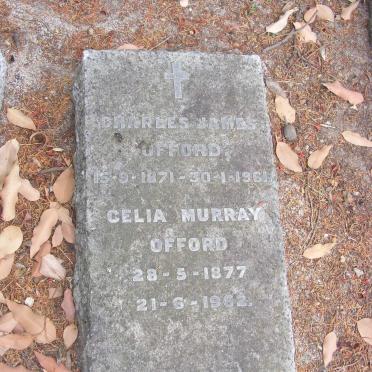 CHARLES JAMES
OFFORD.
15-9-1871-30-1-1961
CELIA MURRAY
OFFORD
28-5-1877
21-6-1962.